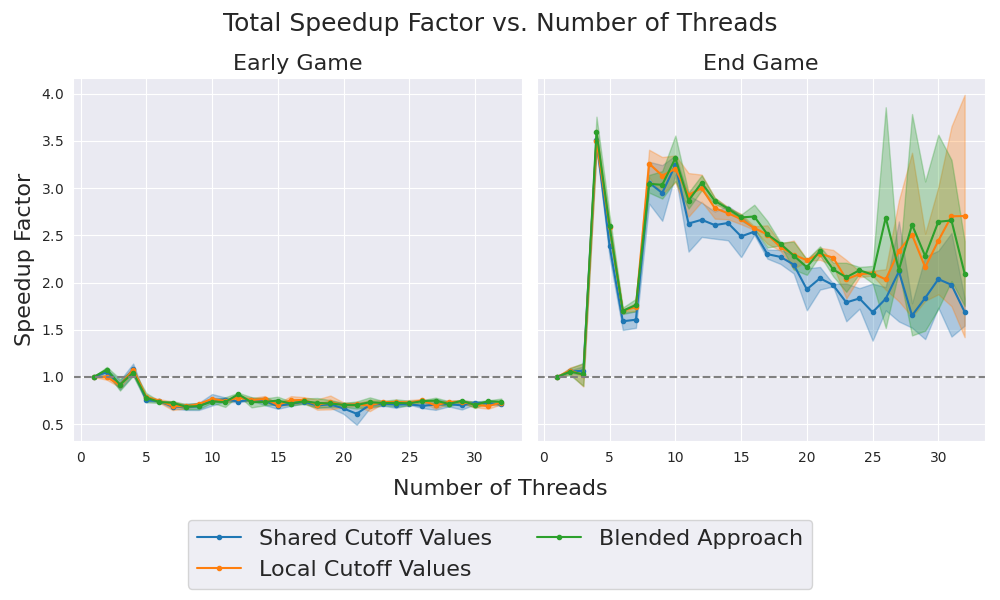 Total Speedup Factor vs. Number of Threads
Early Game
End Game
Speedup Factor
4.0
3.5
3.0
2.5
2.0
1.5
1.0
0.5
0 5 10 15 20 25 30
0 5 10 15 20 25 30
Number of Threads
Shared Cutoff Values
Local Cutoff Values
Blended Approach